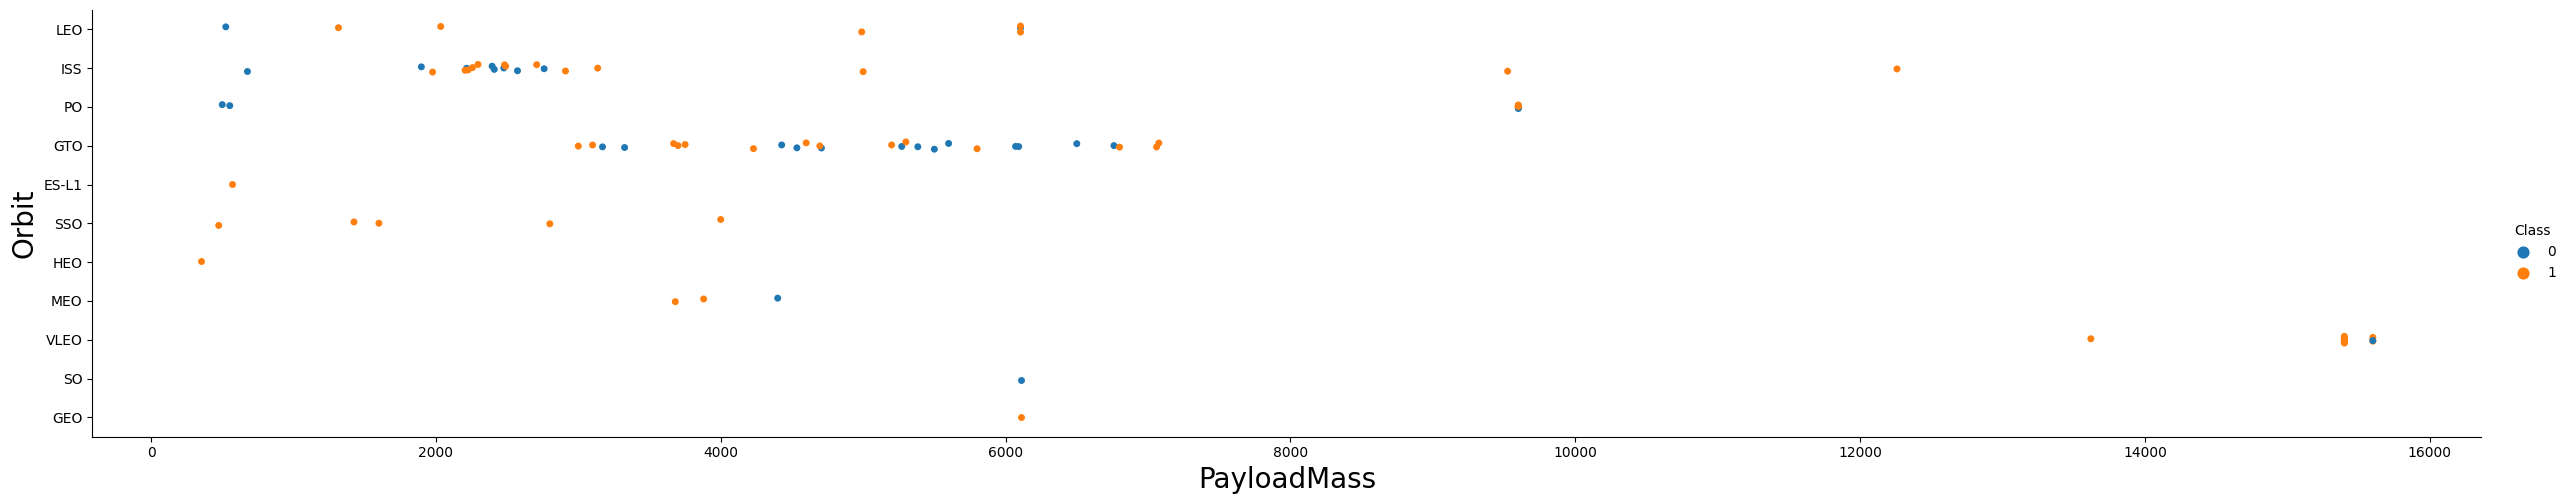 Orbit
LEO
ISS
PO
GTO
ES-L1
SSO
HEO
MEO
VLEO
SO
GEO
0 2000 4000 6000 8000 10000 12000 14000 16000
PayloadMass
Class
0
1